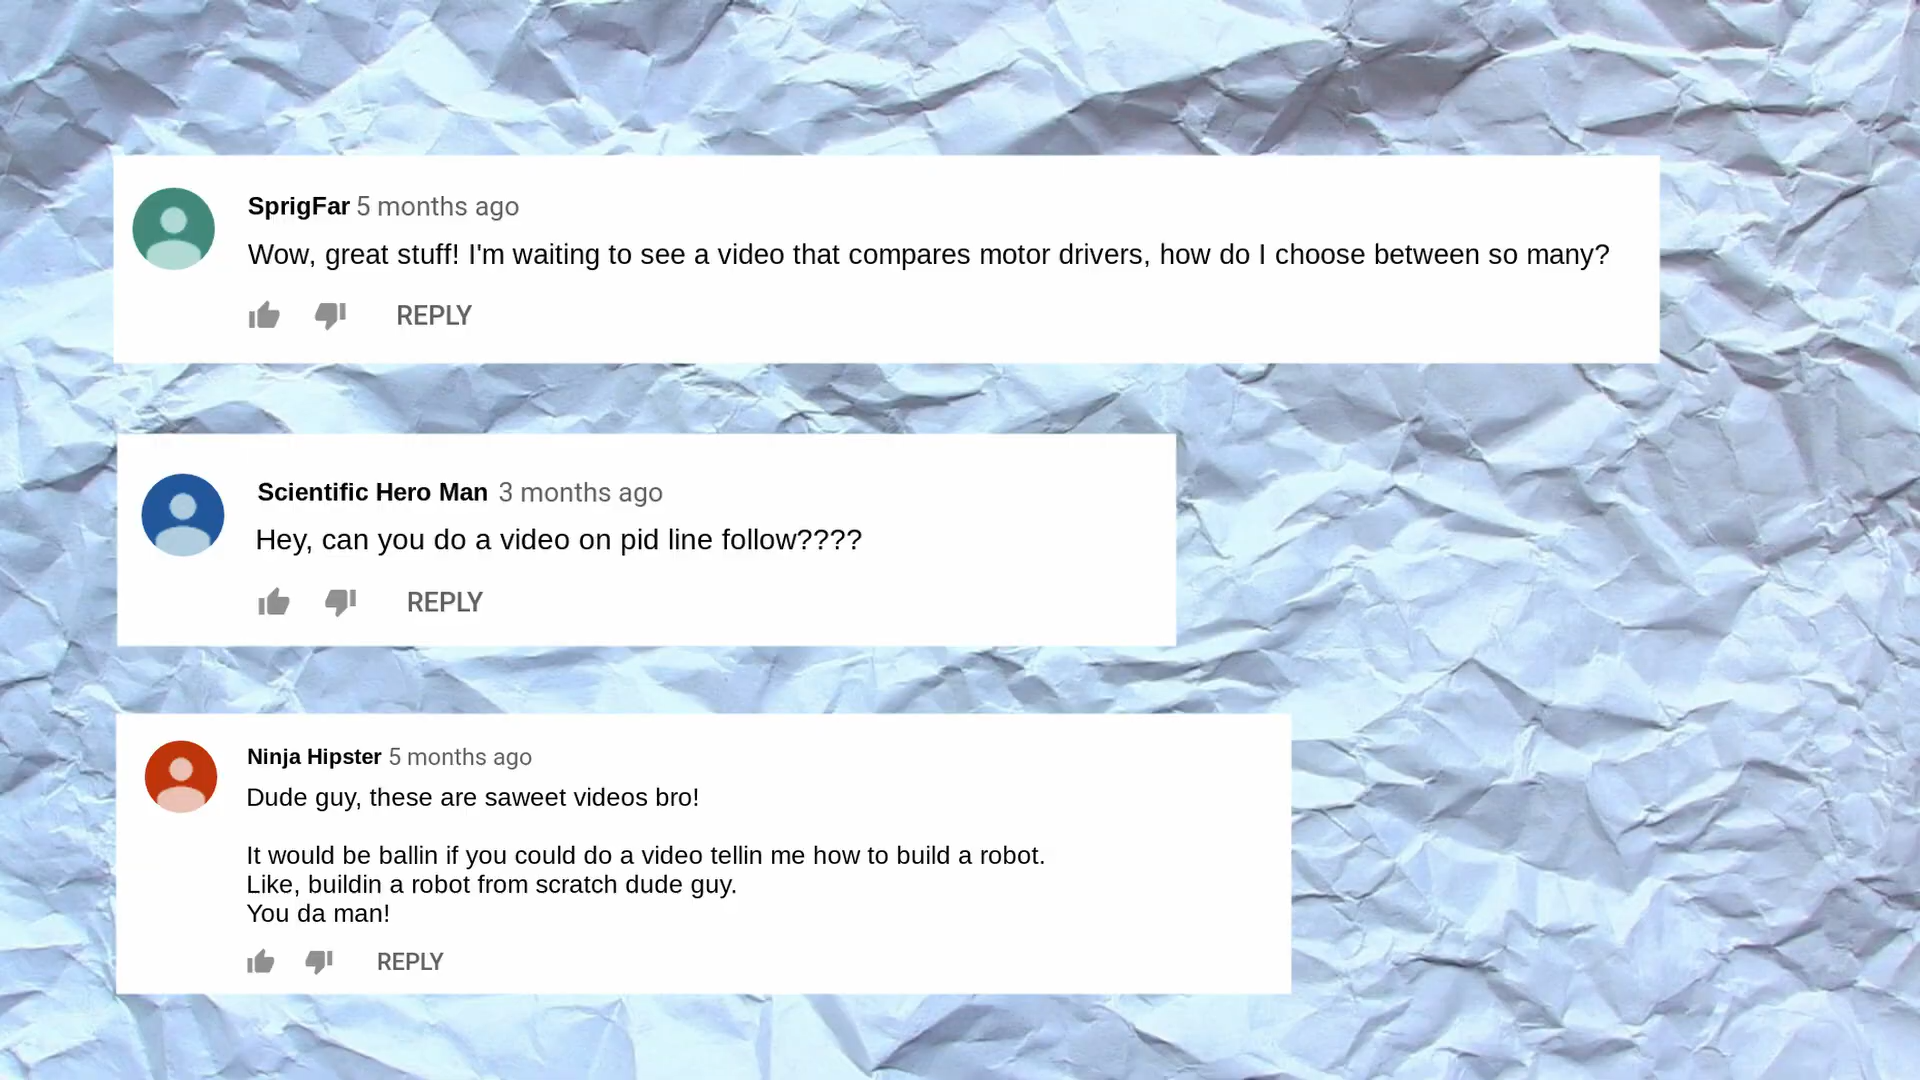 SprigFar 5 months ago
Wow, great stuff! I'm waiting to see a video that compares motor drivers, how do I choose between so many?
REPLY
Scientific Hero Man 3 months ago
Hey, can you do a video on pid line follow????
REPLY
Ninja Hipster 5 months ago
Dude guy, these are saweet videos bro!
It would be ballin if you could do a video tellin me how to build a robot.
Like, buildin a robot from scratch dude guy.
You da man!
REPLY